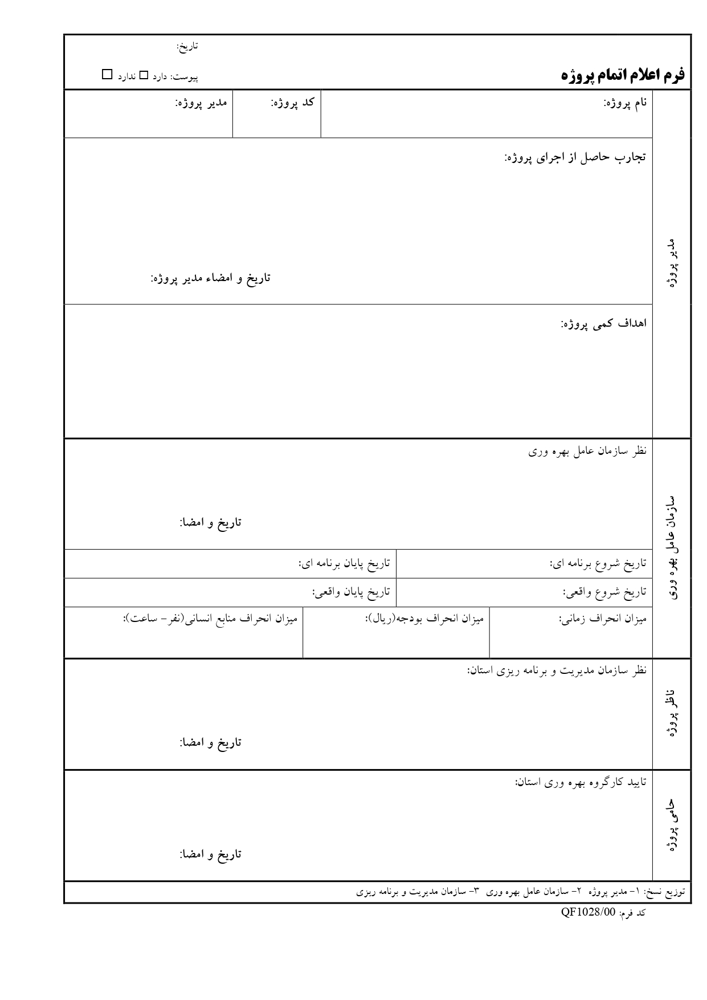 تاریخ:
پیوست: دارد □ ندارد □
فرم اعلام اتمام پروژه
نام پروژه:
کد پروژه:
مدیر پروژه:
تجارب حاصل از اجرای پروژه:
تاریخ و امضاء مدیر پروژه:
مدیر پروژه
اهداف کمی پروژه:
نظر سازمان عامل بهره وری
تاریخ و امضا:
سازمان عامل بهره وری
تاریخ شروع برنامه ای:
تاریخ پایان برنامه ای:
تاریخ شروع واقعی:
تاریخ پایان واقعی:
میزان انحراف زمانی:
میزان انحراف بودجه(ریال):
میزان انحراف منابع انسانی(نفر- ساعت):
نظر سازمان مدیریت و برنامه ریزی استان:
ناظر پروژه
تاریخ و امضا:
تایید کارگروه بهره وری استان:
حامی پروژه
تاریخ و امضا:
توزیع نسخ: ۱- مدیر پروژه ۲- سازمان عامل بهره وری ۳- سازمان مدیریت و برنامه ریزی
کد فرم: QF1028/00